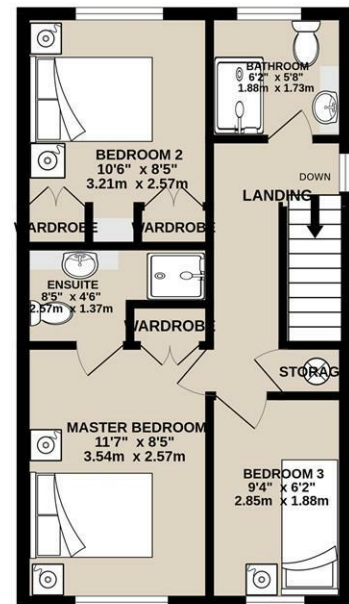 BATHROOM
6'2" x 5'8"
1.88m x 1.73m
BEDROOM 2
10'6" x 8'5"
3.21m x 2.57m
DOWN
LANDING
WARDROBE
WARDROBE
ENSUITE
8'5" x 4'6"
2.57m x 1.37m
WARDROBE
STORAG
MASTER BEDROOM
11'7" x 8'5"
3.54m x 2.57m
BEDROOM 3
9'4" x 6'2"
2.85m x 1.88m